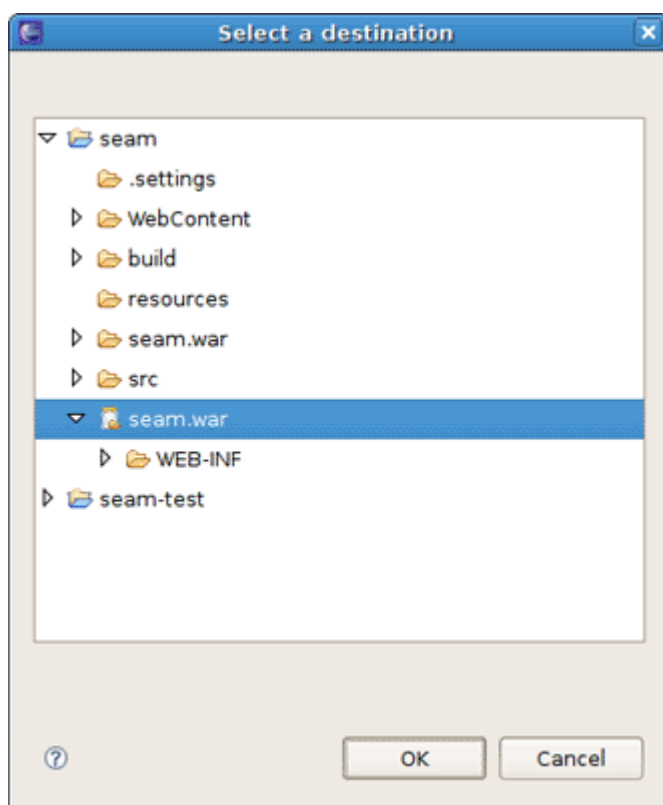 Select a destination
seam
.settings
WebContent
build
resources
seam.war
src
seam.war
WEB-INF
seam-test
OK
Cancel